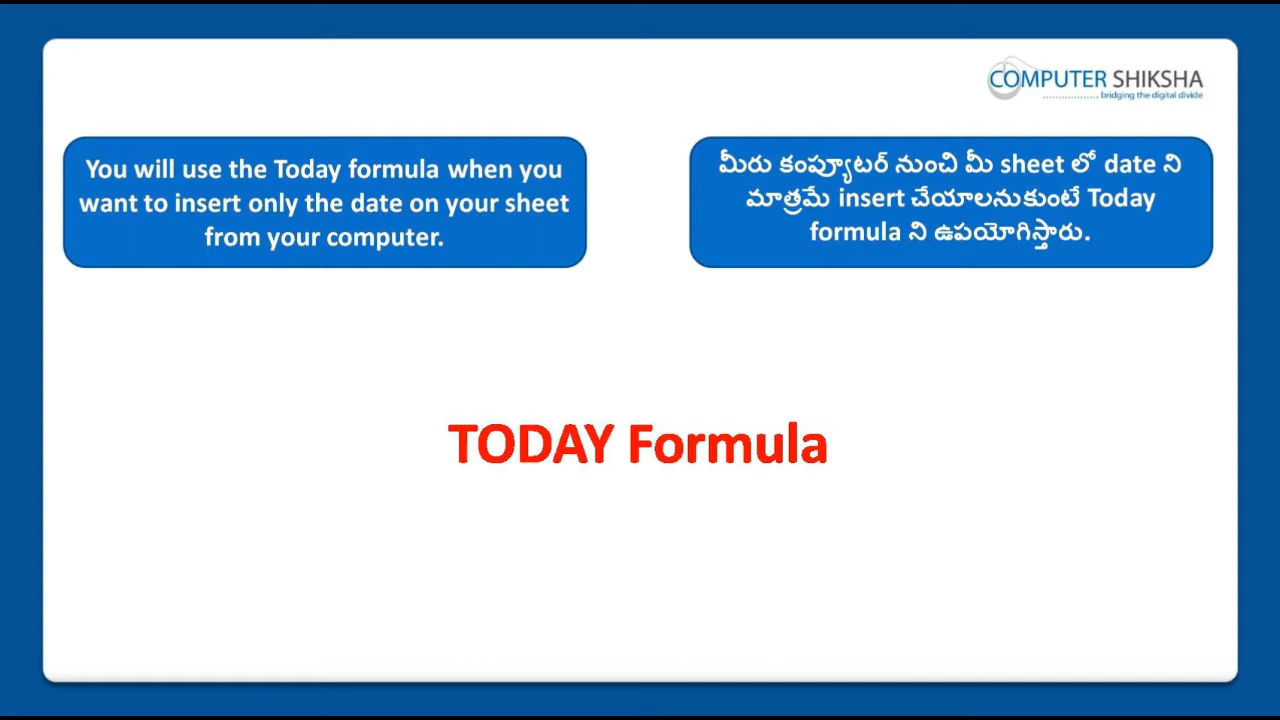 COMPUTER SHIKSHA
bridging the digital divide
You will use the Today formula when you
want to insert only the date on your sheet
from your computer.
మీరు కంప్యూటర్ నుంచి మీ sheet లో date ని
మాత్రమే insert చేయాలనుకుంటే Today
formula ని ఉపయోగిస్తారు.
TODAY Formula